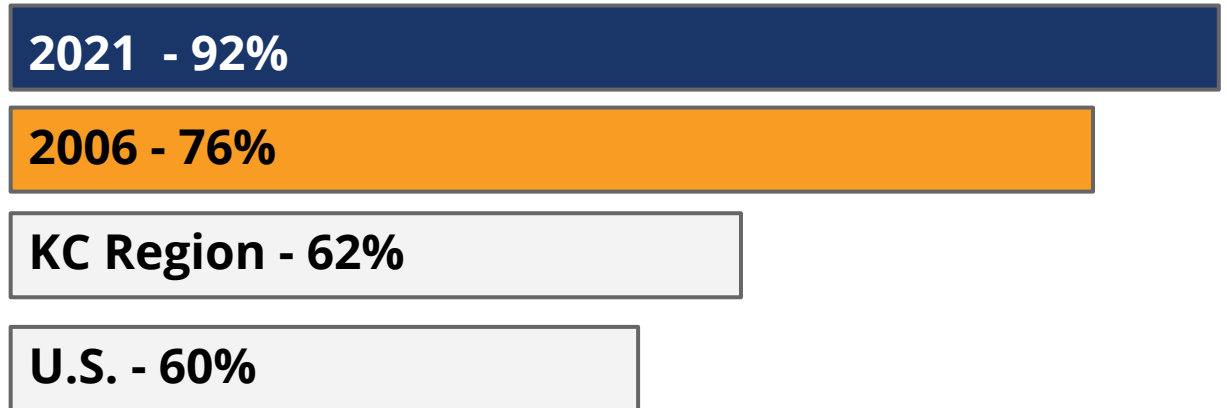 2021 - 92%
2006 - 76%
KC Region - 62%
U.S. - 60%